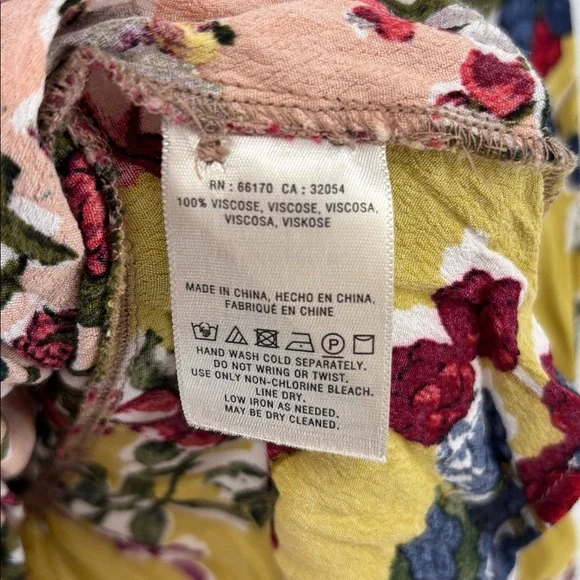 RN : 66170 CA : 32054
100% VISCOSE, VISCOSE, VISCOSA,
VISCOSA, VISKOSE
MADE IN CHINA, HECHO EN CHINA,
FABRIQUÉ EN CHINE
HAND WASH COLD SEPARATELY.
DO NOT WRING OR TWIST.
USE ONLY NON-CHLORINE BLEACH.
LINE DRY.
LOW IRON AS NEEDED.
MAY BE DRY CLEANED.